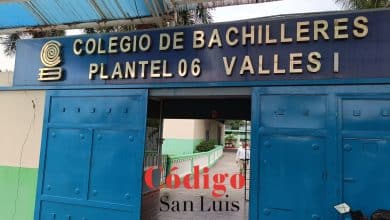 COLEGIO DE BACHILLERES
PLANTEL 06 VALLES I
Código
San Luis